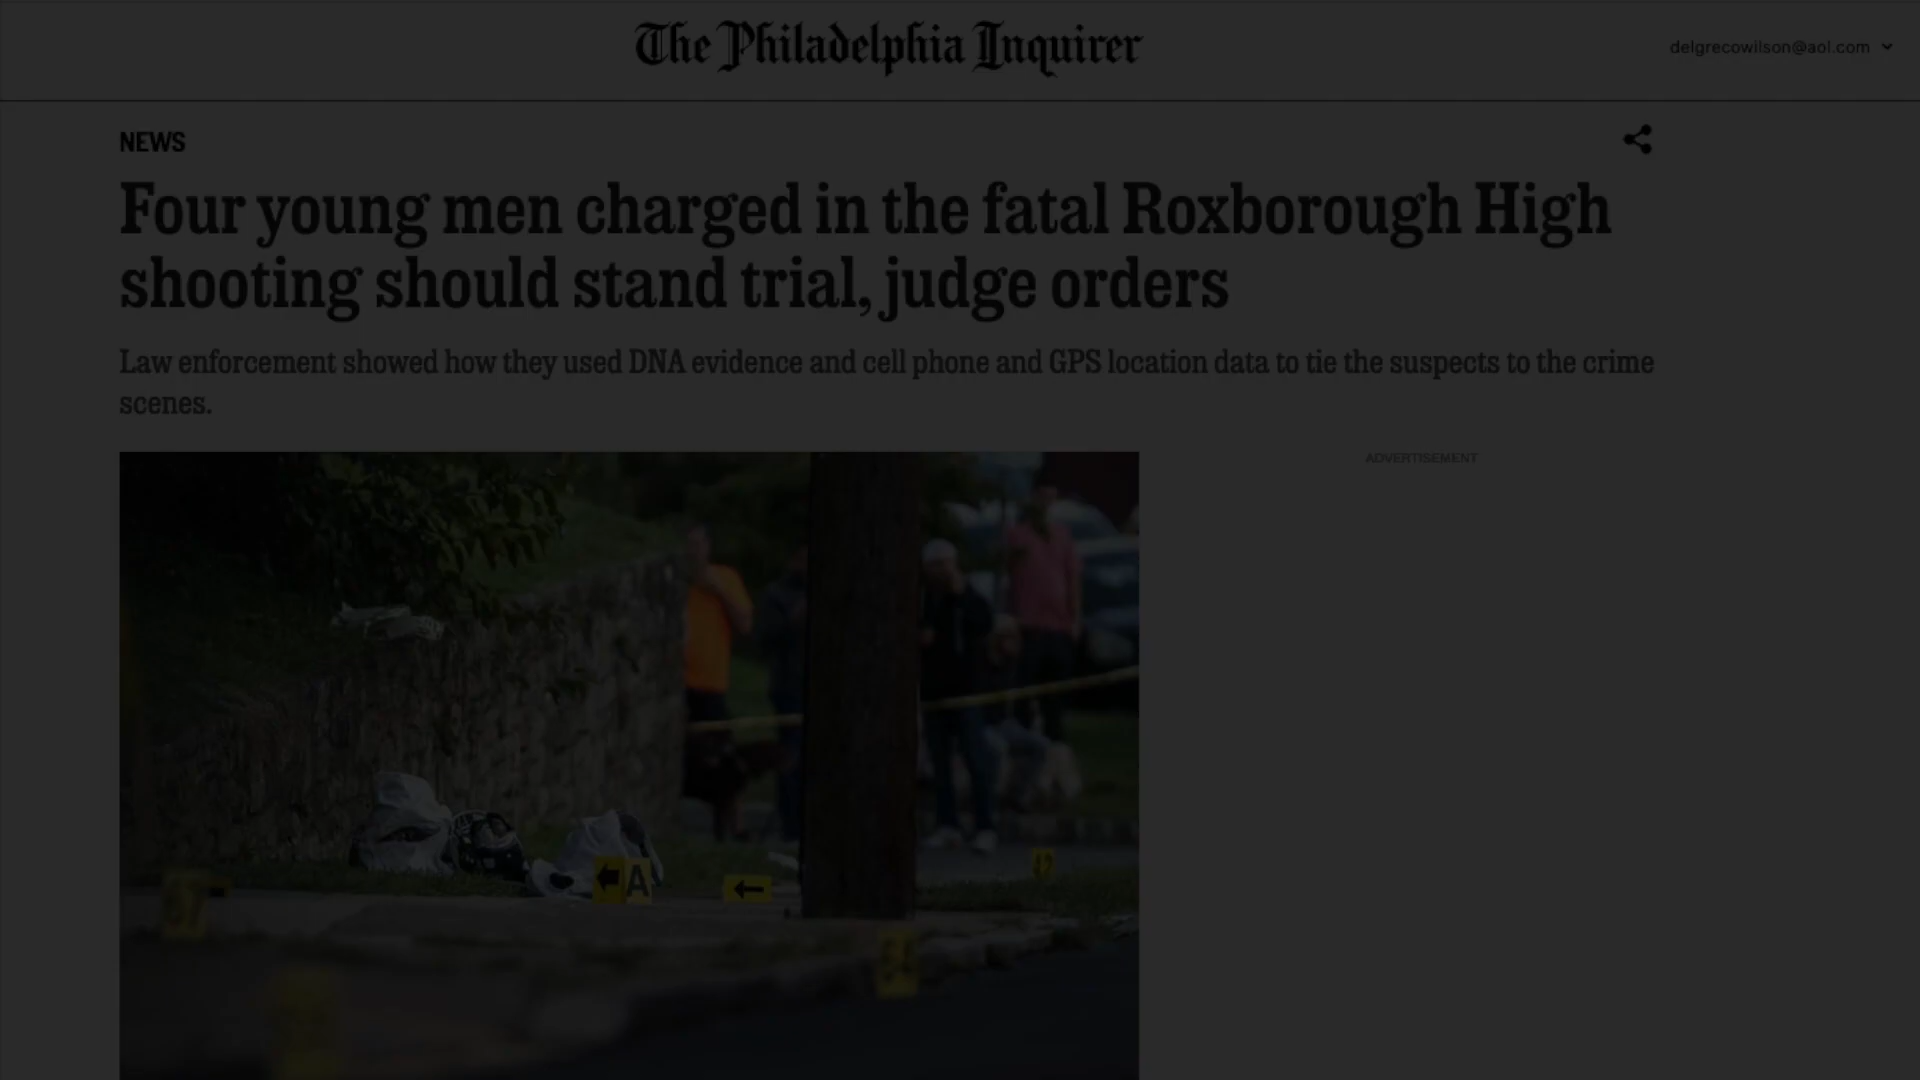 The Philadelphia Inquirer
delgrecowilson@aol.com
NEWS
Four young men charged in the fatal Roxborough High
shooting should stand trial, judge orders
Law enforcement showed how they used DNA evidence and cell phone and GPS location data to tie the suspects to the crime
scenes.
ADVERTISEMENT
A